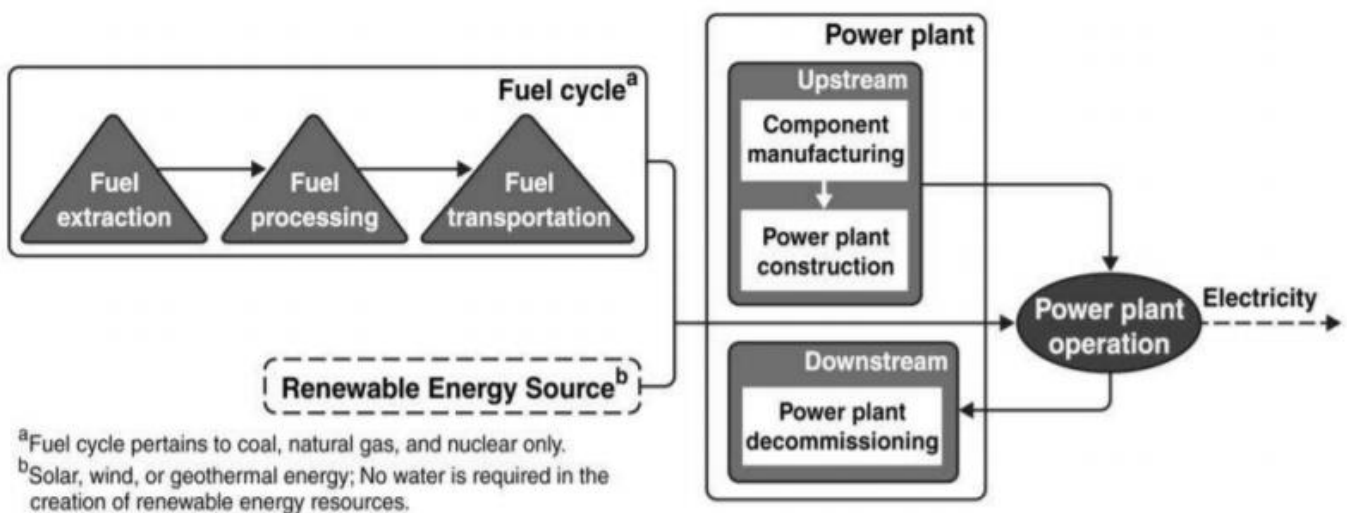 Power plant
Fuel cycleᵃ
Upstream
Component
manufacturing
Fuel
extraction
Fuel
processing
Fuel
transportation
Power plant
construction
Power plant
operation
Electricity
Downstream
Renewable Energy Sourceᵇ
Power plant
decommissioning
ᵃFuel cycle pertains to coal, natural gas, and nuclear only.
ᵇSolar, wind, or geothermal energy; No water is required in the
creation of renewable energy resources.